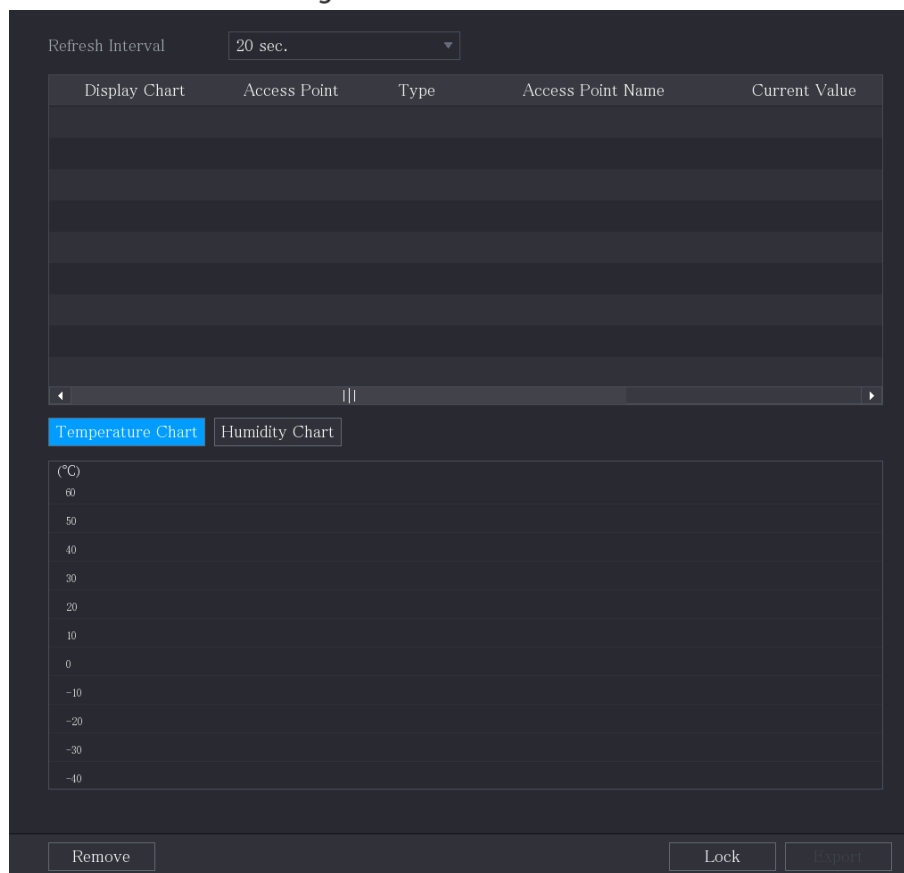 Refresh Interval 20 sec.
Display Chart Access Point Type Access Point Name Current Value
Temperature Chart Humidity Chart
(°C)
60
50
40
30
20
10
0
-10
-20
-30
-40
Remove Lock Export